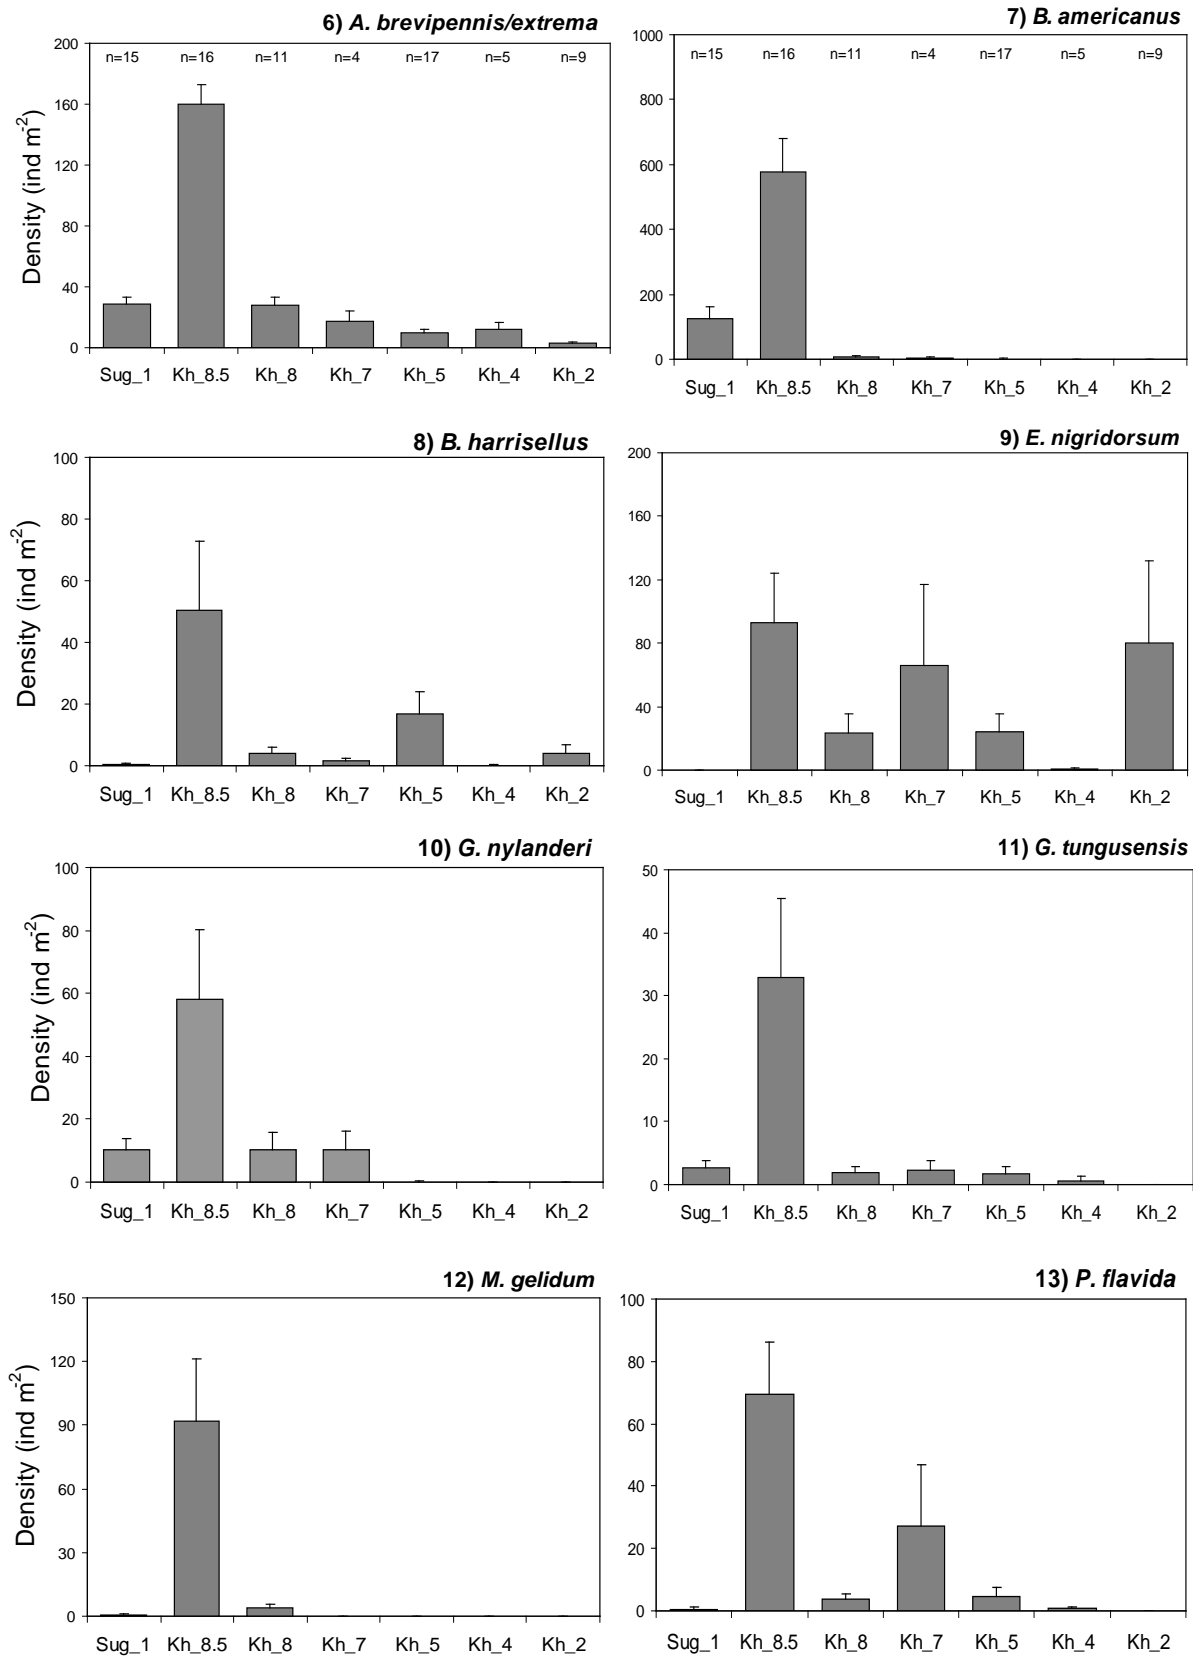 6) A. brevipennis/extrema
200
160
120
80
40
0
Density (ind m-2)
n=15 n=16 n=11 n=4 n=17 n=5 n=9
Sug_1 Kh_8.5 Kh_8 Kh_7 Kh_5 Kh_4 Kh_2
7) B. americanus
1000
800
600
400
200
0
n=15 n=16 n=11 n=4 n=17 n=5 n=9
Sug_1 Kh_8.5 Kh_8 Kh_7 Kh_5 Kh_4 Kh_2
8) B. harrisellus
100
80
60
40
20
0
Density (ind m-2)
Sug_1 Kh_8.5 Kh_8 Kh_7 Kh_5 Kh_4 Kh_2
9) E. nigridorsum
200
160
120
80
40
0
Sug_1 Kh_8.5 Kh_8 Kh_7 Kh_5 Kh_4 Kh_2
10) G. nylanderi
100
80
60
40
20
0
Density (ind m-2)
Sug_1 Kh_8.5 Kh_8 Kh_7 Kh_5 Kh_4 Kh_2
11) G. tungusensis
50
40
30
20
10
0
Sug_1 Kh_8.5 Kh_8 Kh_7 Kh_5 Kh_4 Kh_2
12) M. gelidum
150
120
90
60
30
0
Density (ind m-2)
Sug_1 Kh_8.5 Kh_8 Kh_7 Kh_5 Kh_4 Kh_2
13) P. flavida
100
80
60
40
20
0
Sug_1 Kh_8.5 Kh_8 Kh_7 Kh_5 Kh_4 Kh_2